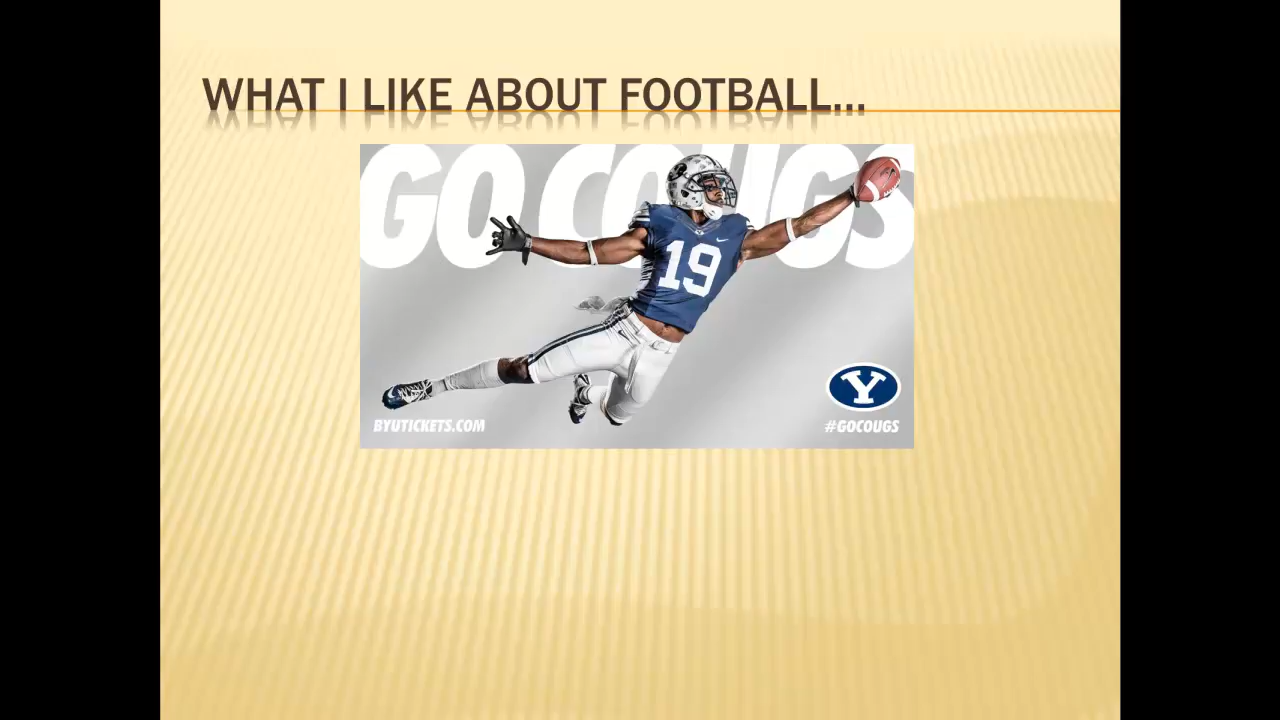 WHAT I LIKE ABOUT FOOTBALL...
GO COUGS
19
Y
BYUTICKETS.COM
#GOCOUGS